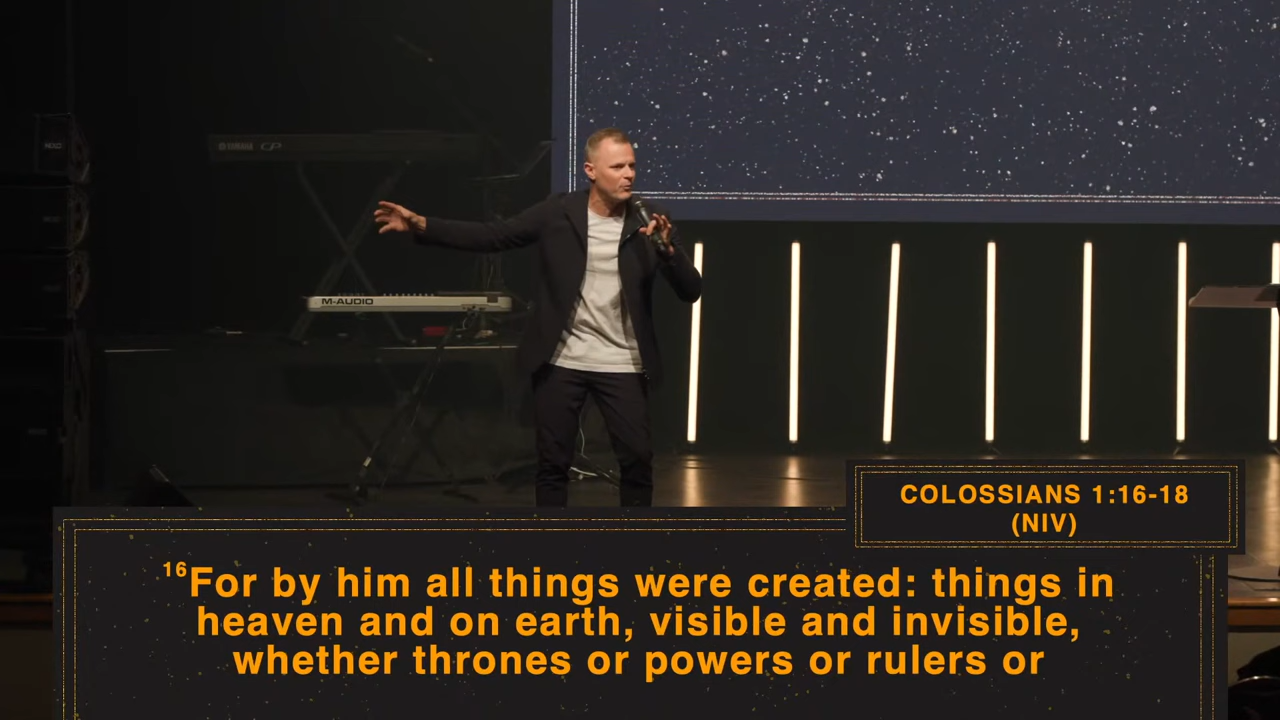 YAMAHA CP
M-AUDIO
COLOSSIANS 1:16-18
(NIV)
16For by him all things were created: things in
heaven and on earth, visible and invisible,
whether thrones or powers or rulers or